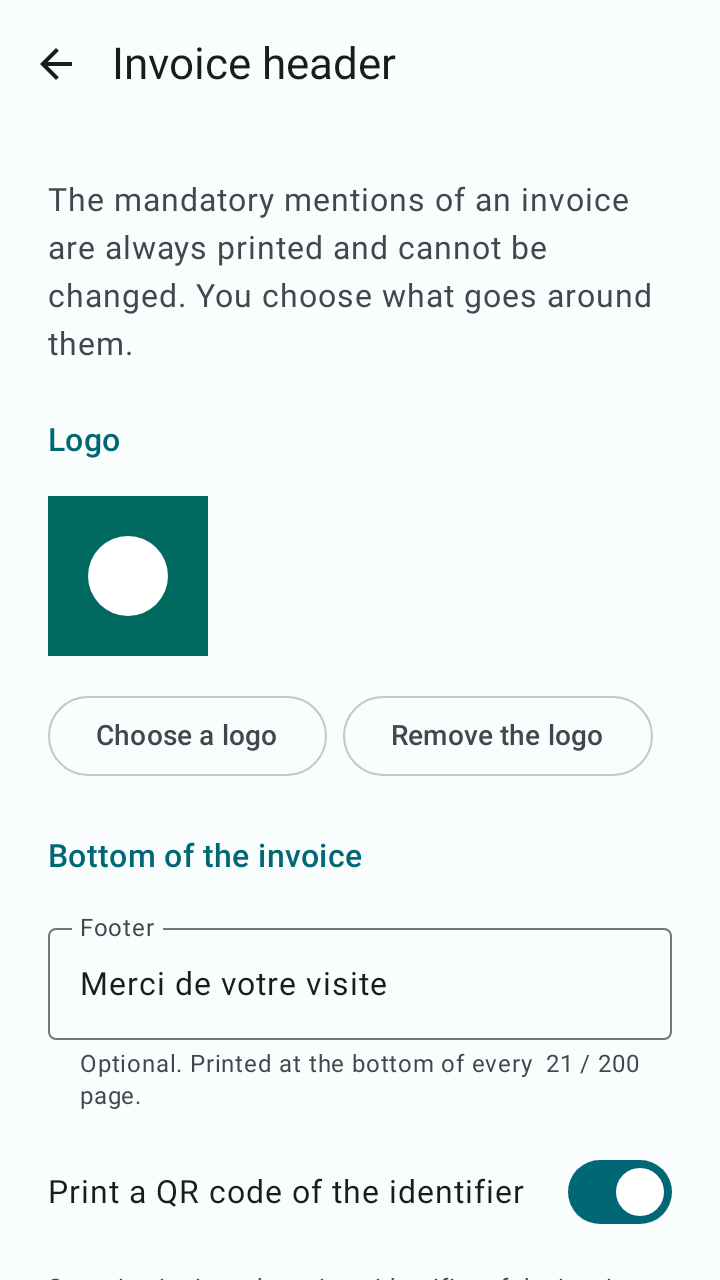 Invoice header
The mandatory mentions of an invoice
are always printed and cannot be
changed. You choose what goes around
them.
Logo
Choose a logo
Remove the logo
Bottom of the invoice
Footer
Merci de votre visite
Optional. Printed at the bottom of every 21 / 200
page.
Print a QR code of the identifier